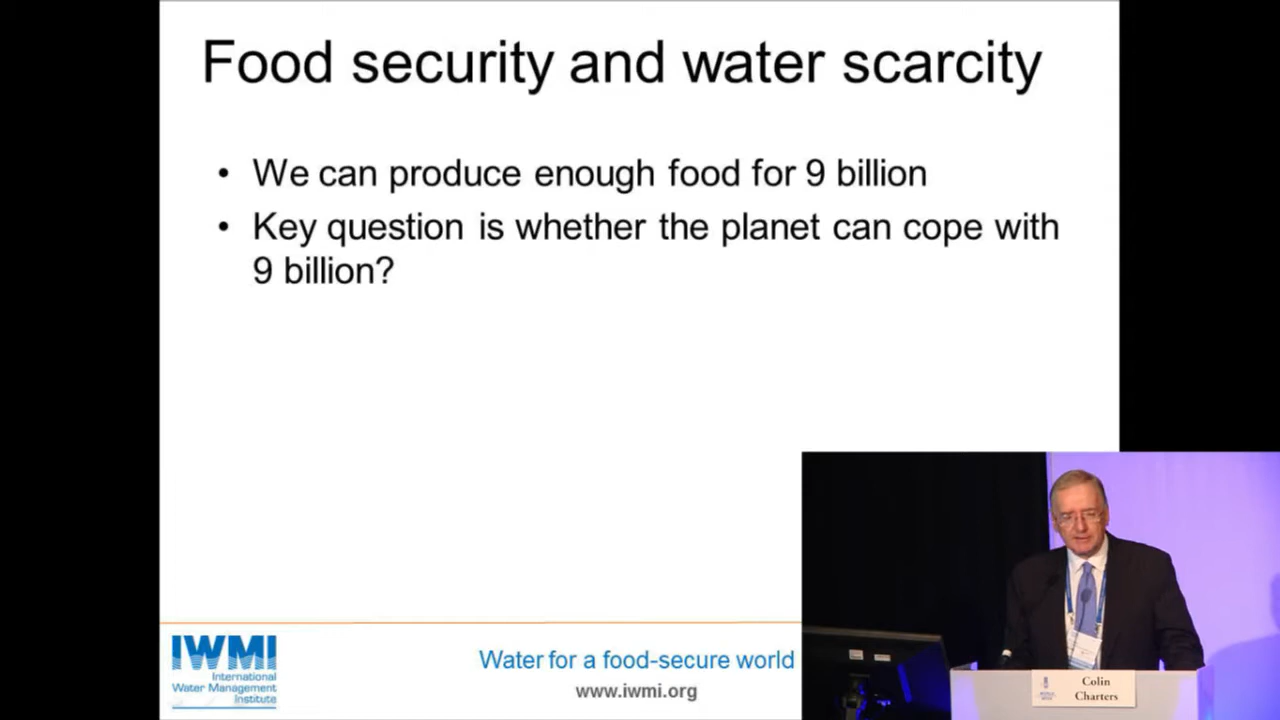 Food security and water scarcity
• We can produce enough food for 9 billion
• Key question is whether the planet can cope with
9 billion?
IWMI
International
Water Management
Institute
Water for a food-secure world
www.iwmi.org
Colin
Charters